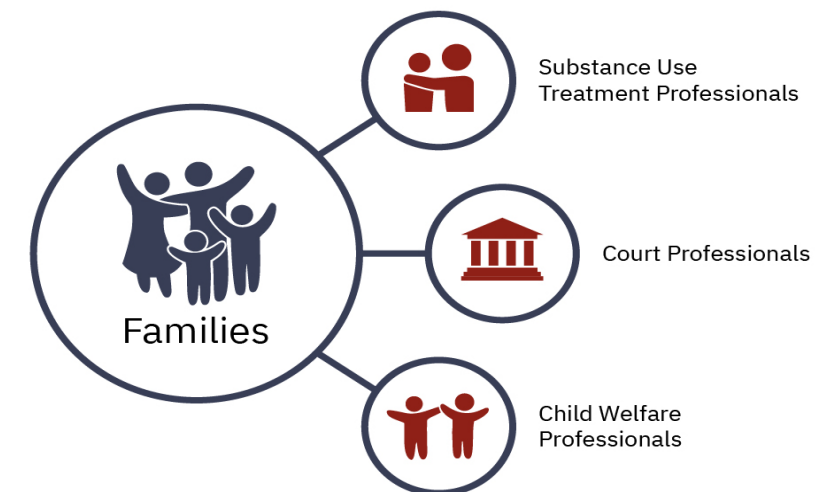 Substance Use
Treatment Professionals
Court Professionals
Families
Child Welfare
Professionals